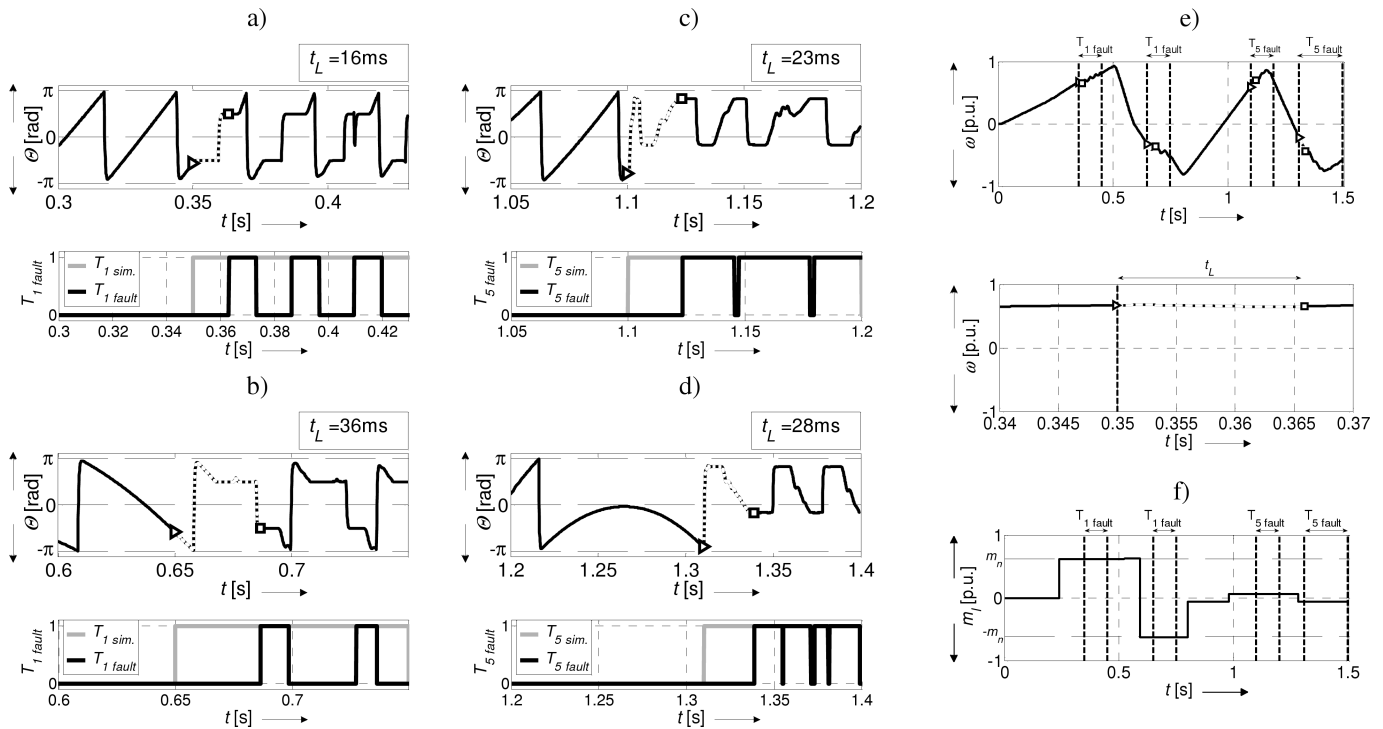 a)
t_L =16ms
π
0
-π
Θ [rad]
0.3 0.35 0.4
t [s]
1
0
T_1 fault
T_1 sim.
T_1 fault
0.3 0.32 0.34 0.36 0.38 0.4 0.42
t [s]
b)
t_L =36ms
π
0
-π
Θ [rad]
0.6 0.65 0.7
t [s]
1
0
T_1 fault
T_1 sim.
T_1 fault
0.6 0.65 0.7
t [s]
c)
t_L =23ms
π
0
-π
Θ [rad]
1.05 1.1 1.15 1.2
t [s]
1
0
T_5 fault
T_5 sim.
T_5 fault
1.05 1.1 1.15 1.2
t [s]
d)
t_L =28ms
π
0
-π
Θ [rad]
1.2 1.25 1.3 1.35 1.4
t [s]
1
0
T_5 fault
T_5 sim.
T_5 fault
1.2 1.25 1.3 1.35 1.4
t [s]
e)
T_1 fault T_1 fault T_5 fault T_5 fault
1
0
-1
ω [p.u.]
0 0.5 1 1.5
t [s]
t_L
1
0
-1
ω [p.u.]
0.34 0.345 0.35 0.355 0.36 0.365 0.37
t [s]
f)
T_1 fault T_1 fault T_5 fault T_5 fault
1
m_n
0
-m_n
-1
m_l [p.u.]
0 0.5 1 1.5
t [s]